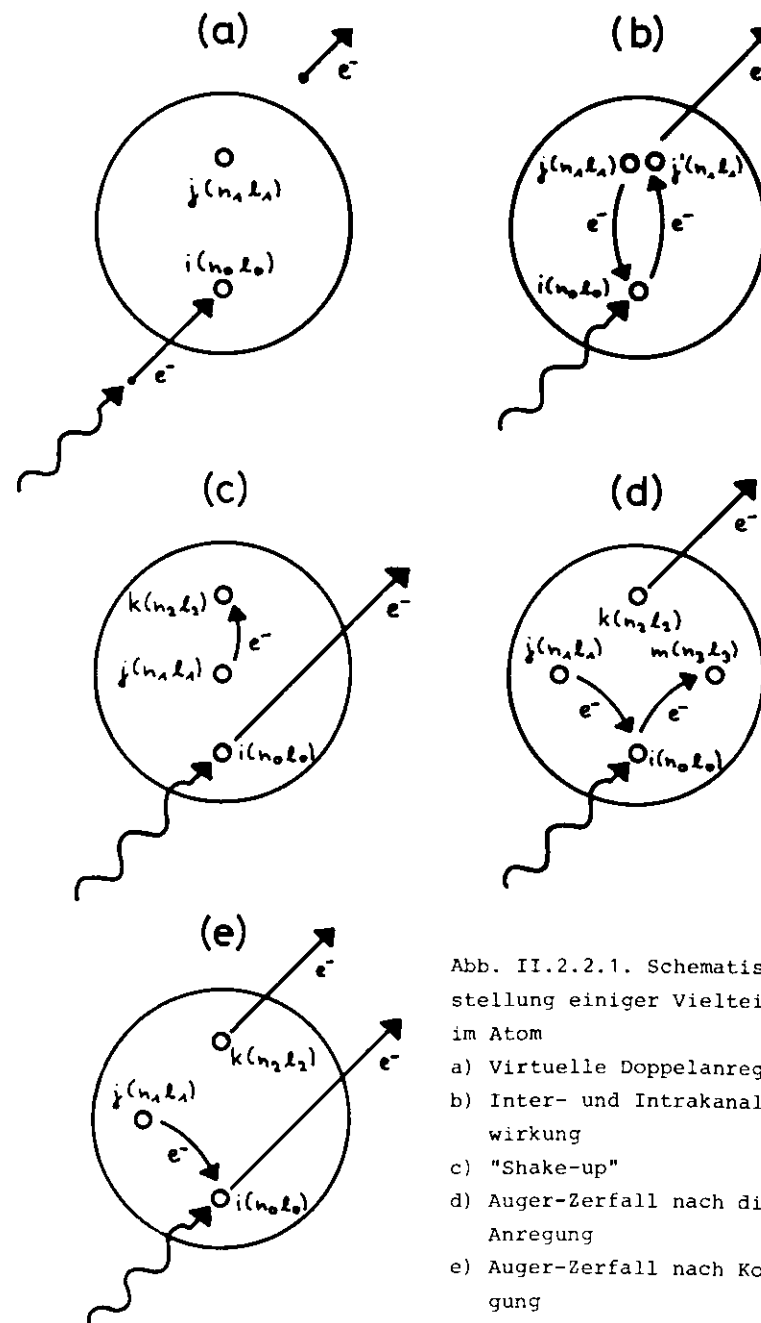 (a)
(b)
e⁻
e
j(n₁l₁)
j(n₁l₁)
j'(n₁l₁)
e⁻
e⁻
i(n₀l₀)
i(n₀l₀)
e⁻
(c)
(d)
e⁻
k(n₂l₂)
e⁻
k(n₂l₂)
e⁻
j(n₁l₁)
m(n₃l₃)
j(n₁l₁)
e⁻
e⁻
i(n₀l₀)
i(n₀l₀)
(e)
e⁻
k(n₂l₂)
e⁻
j(n₁l₁)
e⁻
i(n₀l₀)
Abb. II.2.2.1. Schematis
stellung einiger Vieltei
im Atom
a) Virtuelle Doppelanreg
b) Inter- und Intrakanal
wirkung
c) "Shake-up"
d) Auger-Zerfall nach di
Anregung
e) Auger-Zerfall nach Ko
gung